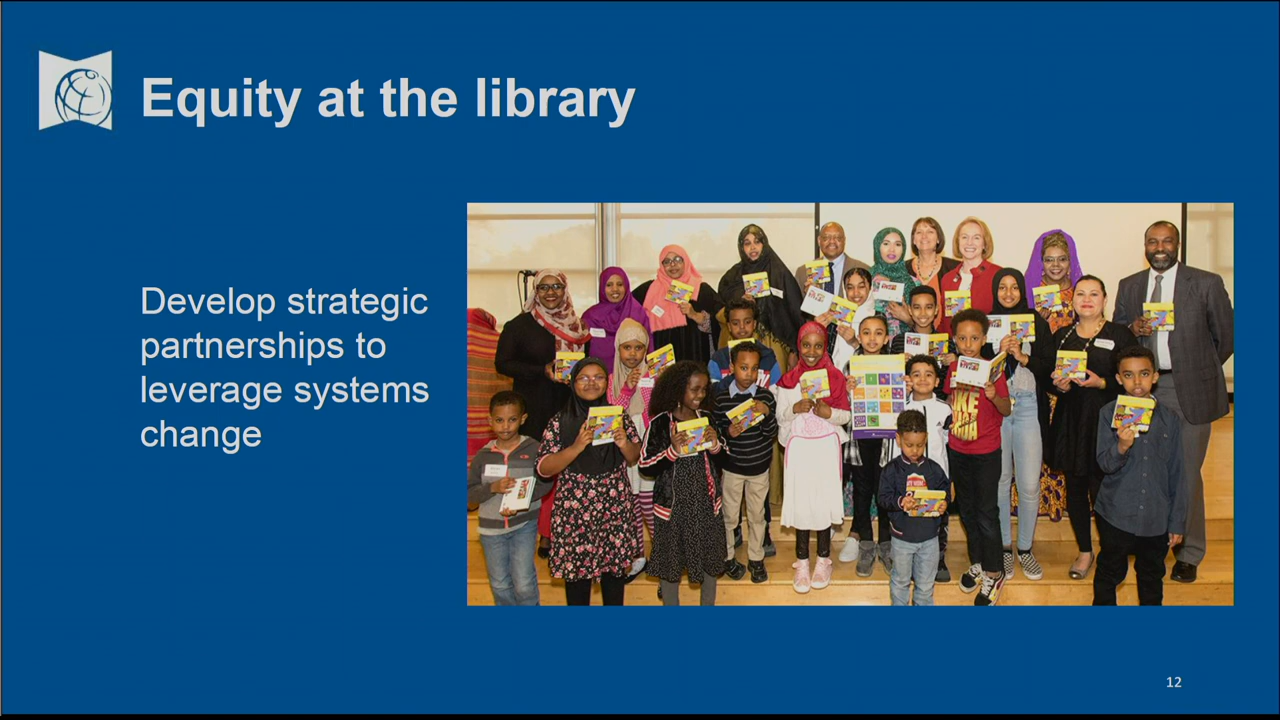 Equity at the library
Develop strategic
partnerships to
leverage systems
change
12